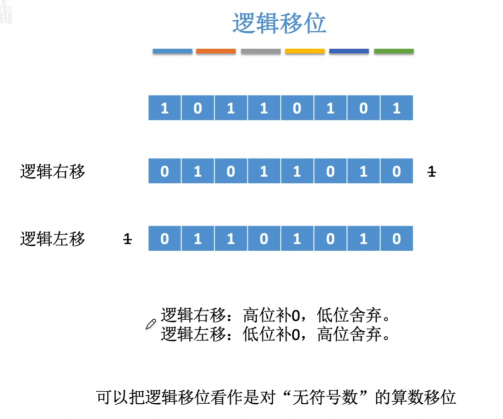 逻辑移位
1 0 1 1 0 1 0 1
逻辑右移 0 1 0 1 1 0 1 0 1
逻辑左移 1 0 1 1 0 1 0 1 0
逻辑右移：高位补0，低位舍弃。
逻辑左移：低位补0，高位舍弃。
可以把逻辑移位看作是对“无符号数”的算数移位